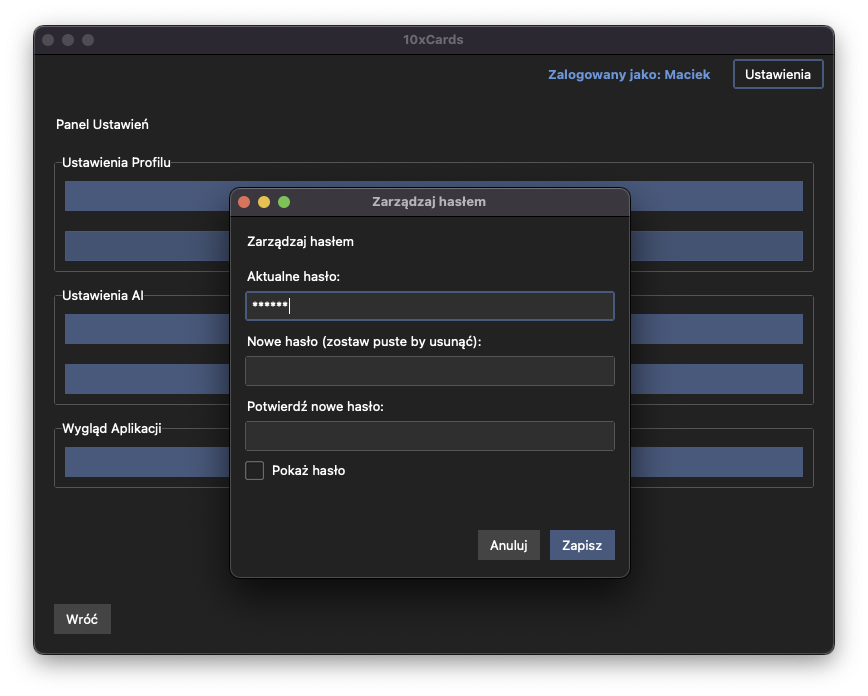 10xCards
Zalogowany jako: Maciek
Ustawienia
Panel Ustawień
Ustawienia Profilu
Zarządzaj hasłem
Zarządzaj hasłem
Aktualne hasło:
******
Ustawienia AI
Nowe hasło (zostaw puste by usunąć):
Potwierdź nowe hasło:
Wygląd Aplikacji
Pokaż hasło
Anuluj
Zapisz
Wróć